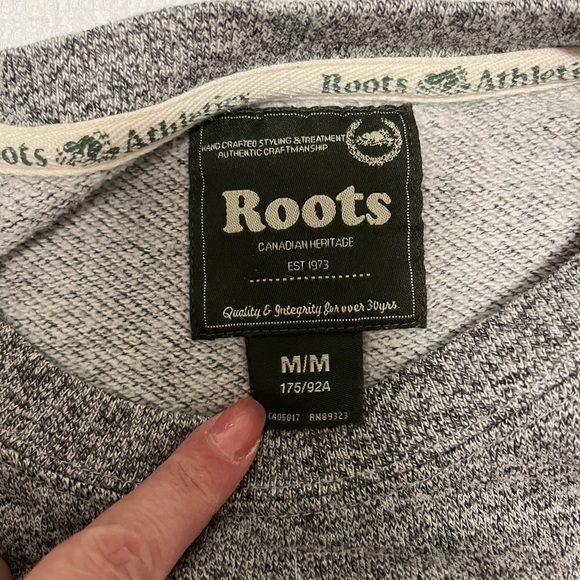 Roots Athletics
oots Athletics
HAND CRAFTED STYLING & TREATMENT
AUTHENTIC CRAFTMANSHIP
Roots
CANADIAN HERITAGE
EST 1973
Quality & Integrity for over 30yrs.
M/M
175/92A
CA05017 RN89323